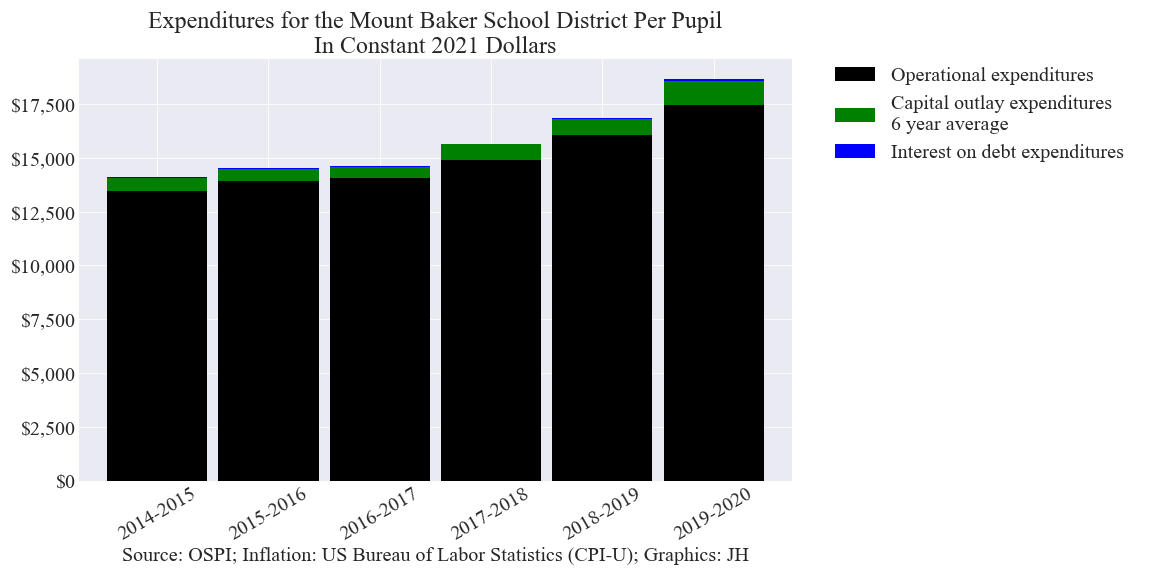 Expenditures for the Mount Baker School District Per Pupil
In Constant 2021 Dollars
Operational expenditures
Capital outlay expenditures
6 year average
Interest on debt expenditures
$17,500
$15,000
$12,500
$10,000
$7,500
$5,000
$2,500
$0
2014-2015
2015-2016
2016-2017
2017-2018
2018-2019
2019-2020
Source: OSPI; Inflation: US Bureau of Labor Statistics (CPI-U); Graphics: JH